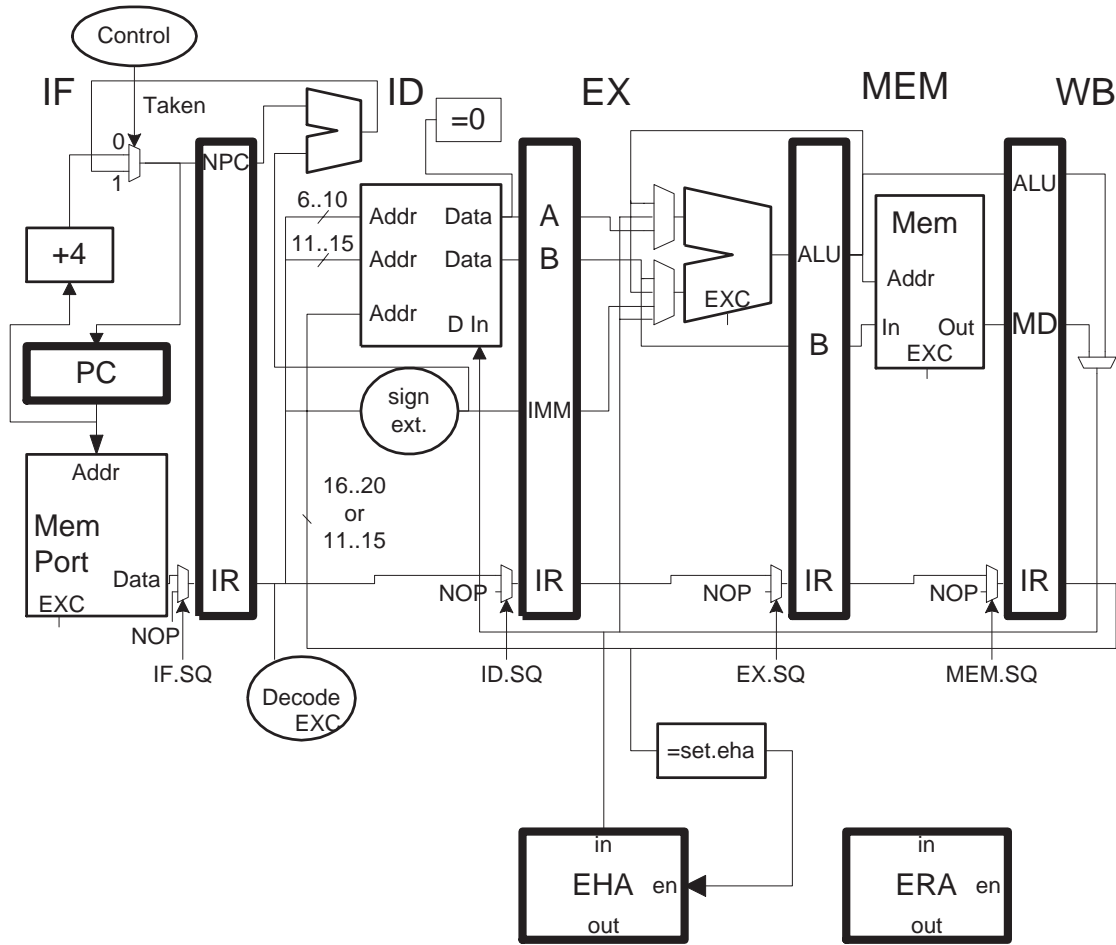 Control
IF
ID
EX
MEM
WB
Taken
=0
0
1
NPC
6..10
11..15
Addr
Data
Addr
Data
Addr
D In
A
B
+4
PC
EXC
ALU
B
Mem
Addr
In
Out
EXC
ALU
MD
sign
ext.
IMM
16..20
or
11..15
Addr
Mem
Port
Data
EXC
NOP
IR
NOP
IR
NOP
IR
NOP
IR
IF.SQ
ID.SQ
EX.SQ
MEM.SQ
Decode
EXC
=set.eha
in
EHA
en
out
in
ERA
en
out